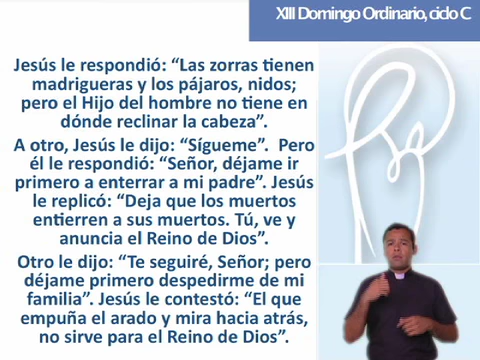 XIII Domingo Ordinario, ciclo C
Jesús le respondió: “Las zorras tienen
madrigueras y los pájaros, nidos;
pero el Hijo del hombre no tiene en
dónde reclinar la cabeza”.
A otro, Jesús le dijo: “Sígueme”. Pero
él le respondió: “Señor, déjame ir
primero a enterrar a mi padre”. Jesús
le replicó: “Deja que los muertos
entierren a sus muertos. Tú, ve y
anuncia el Reino de Dios”.
Otro le dijo: “Te seguiré, Señor; pero
déjame primero despedirme de mi
familia”. Jesús le contestó: “El que
empuña el arado y mira hacia atrás,
no sirve para el Reino de Dios”.